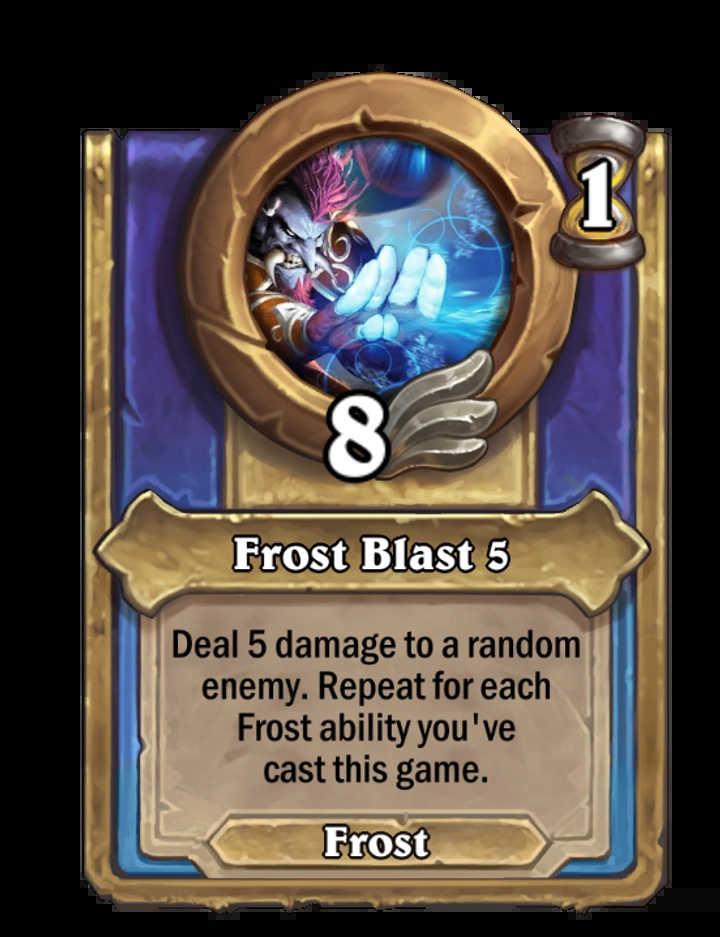 1
8
Frost Blast 5
Deal 5 damage to a random
enemy. Repeat for each
Frost ability you've
cast this game.
Frost